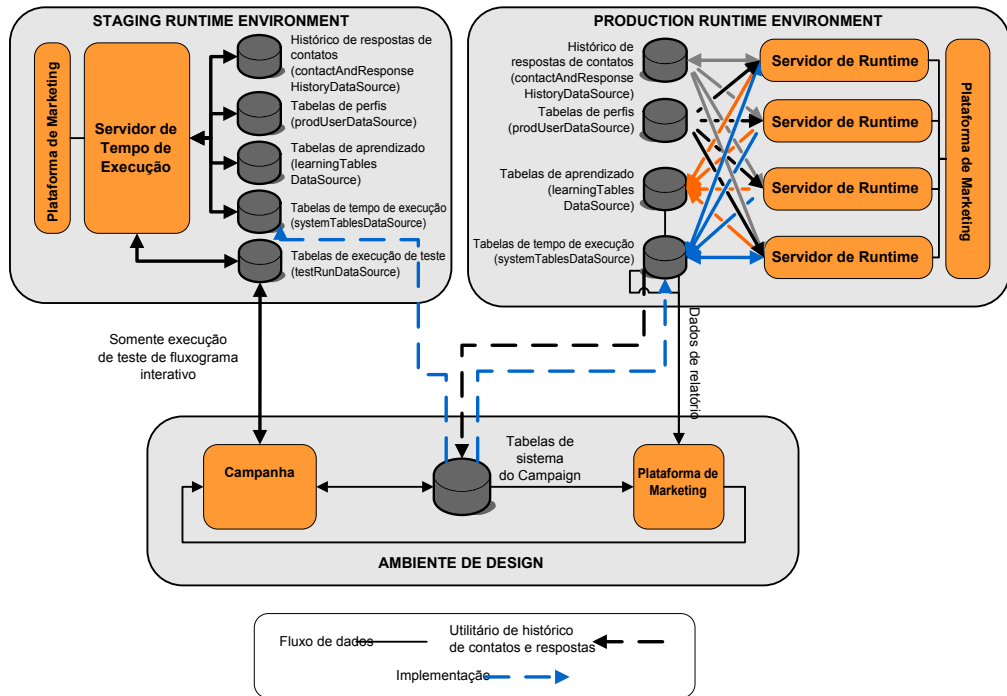 STAGING RUNTIME ENVIRONMENT
Plataforma de Marketing
Servidor de
Tempo de
Execução
Histórico de respostas de
contatos
(contactAndResponse
HistoryDataSource)
Tabelas de perfis
(prodUserDataSource)
Tabelas de aprendizado
(learningTables
DataSource)
Tabelas de tempo de execução
(systemTablesDataSource)
Tabelas de execução de teste
(testRunDataSource)
PRODUCTION RUNTIME ENVIRONMENT
Histórico de
respostas de contatos
(contactAndResponse
HistoryDataSource)
Tabelas de perfis
(prodUserDataSource)
Tabelas de aprendizado
(learningTables
DataSource)
Tabelas de tempo de execução
(systemTablesDataSource)
Servidor de Runtime
Servidor de Runtime
Servidor de Runtime
Servidor de Runtime
Plataforma de Marketing
Somente execução
de teste de fluxograma
interativo
Dados de relatório
Campanha
Tabelas de
sistema
do Campaign
Plataforma de
Marketing
AMBIENTE DE DESIGN
Fluxo de dados
Utilitário de histórico
de contatos e respostas
Implementação